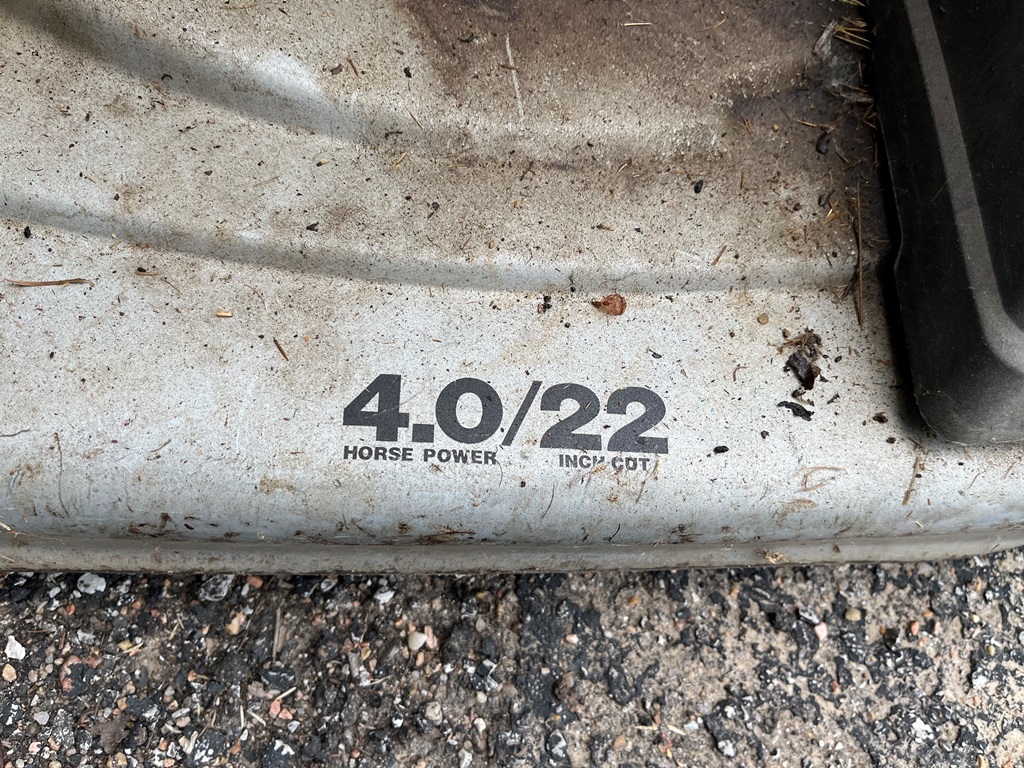 4.0/22
HORSE POWER INCH CUT